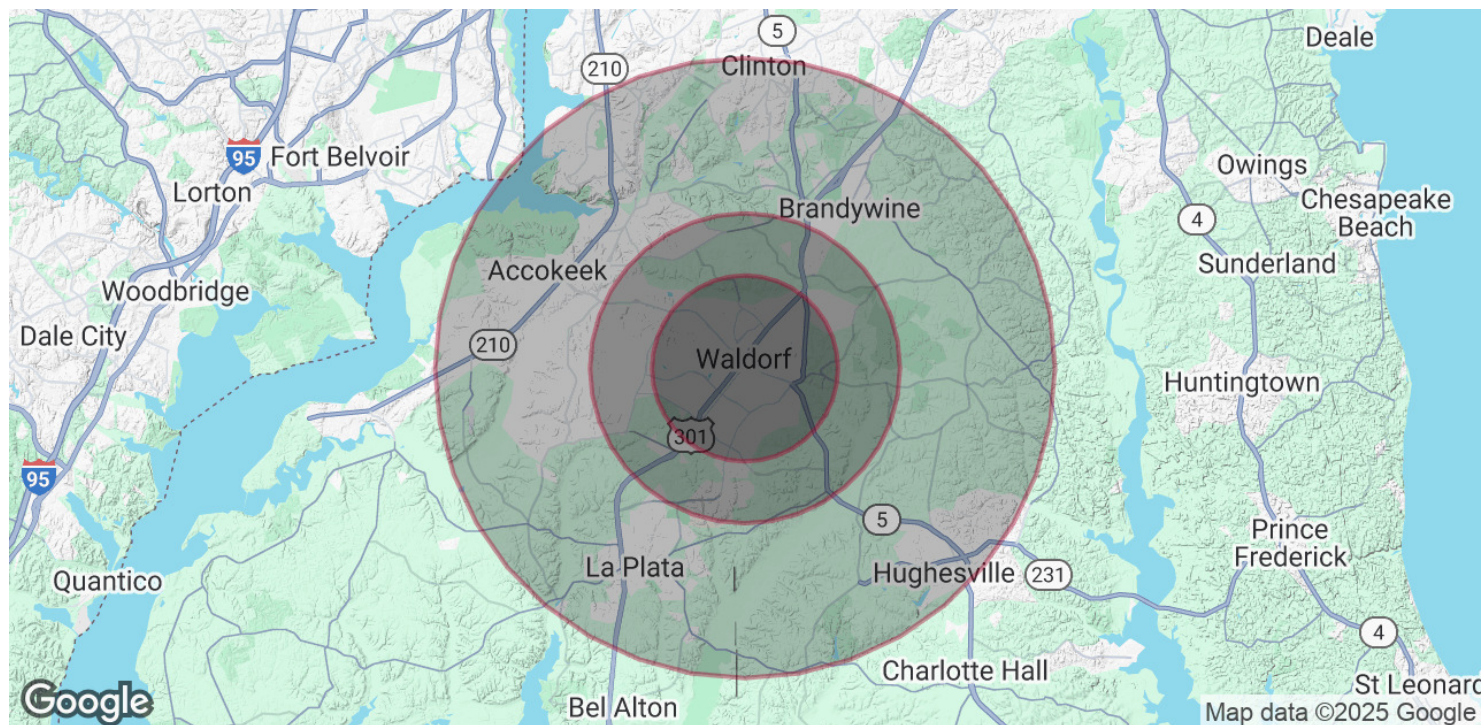 Deale
5
Clinton
210
95
Fort Belvoir
Lorton
Owings
Chesapeake
Beach
Brandywine
4
Accokeek
Sunderland
Woodbridge
Dale City
210
Waldorf
Huntingtown
301
95
5
Prince
Frederick
La Plata
Hughesville
231
Quantico
4
Charlotte Hall
St Leonard
Bel Alton
Google
Map data ©2025 Google